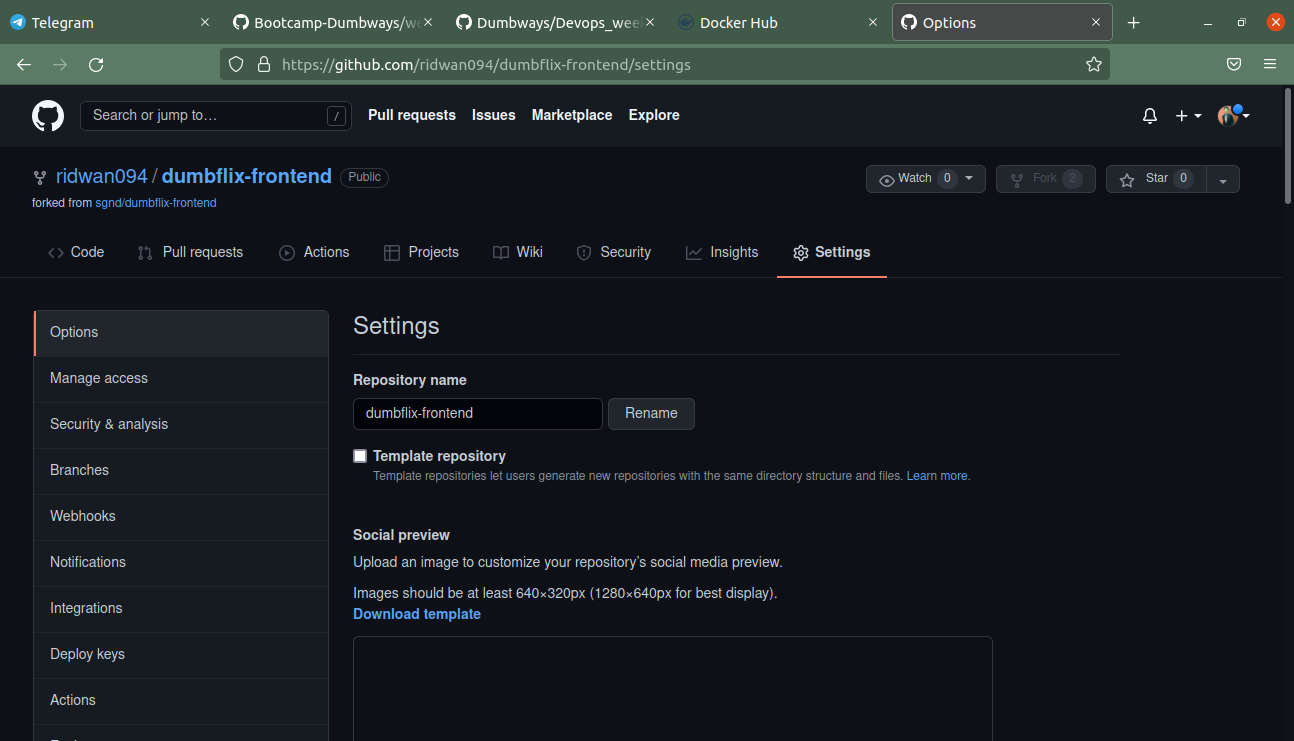 Telegram
Bootcamp-Dumbways/we
Dumbways/Devops_wee
Docker Hub
Options
https://github.com/ridwan094/dumbflix-frontend/settings
Search or jump to…
/
Pull requests
Issues
Marketplace
Explore
ridwan094 / dumbflix-frontend
Public
Watch 0
Fork 2
Star 0
forked from sgnd/dumbflix-frontend
Code
Pull requests
Actions
Projects
Wiki
Security
Insights
Settings
Options
Manage access
Security & analysis
Branches
Webhooks
Notifications
Integrations
Deploy keys
Actions
Settings
Repository name
dumbflix-frontend
Rename
Template repository
Template repositories let users generate new repositories with the same directory structure and files. Learn more.
Social preview
Upload an image to customize your repository's social media preview.
Images should be at least 640×320px (1280×640px for best display).
Download template